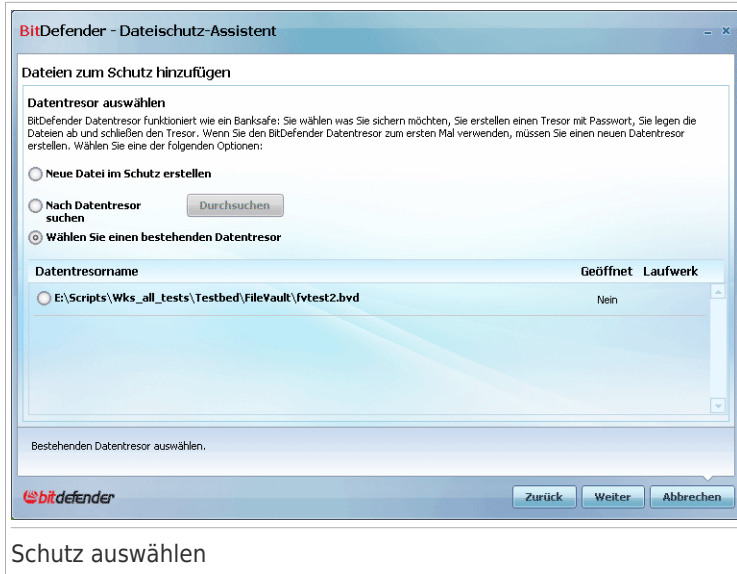 BitDefender - Dateischutz-Assistent
Dateien zum Schutz hinzufügen
Datentresor auswählen
BitDefender Datentresor funktioniert wie ein Banksafe: Sie wählen was Sie sichern möchten, Sie erstellen einen Tresor mit Passwort, Sie legen die
Dateien ab und schließen den Tresor. Wenn Sie den BitDefender Datentresor zum ersten Mal verwenden, müssen Sie einen neuen Datentresor
erstellen. Wählen Sie eine der folgenden Optionen:
Neue Datei im Schutz erstellen
Nach Datentresor suchen
Durchsuchen
Wählen Sie einen bestehenden Datentresor
Datentresorname Geöffnet Laufwerk
E:\Scripts\Wks_all_tests\Testbed\FileVault\fvtest2.bvd Nein
Bestehenden Datentresor auswählen.
bitdefender Zurück Weiter Abbrechen
Schutz auswählen